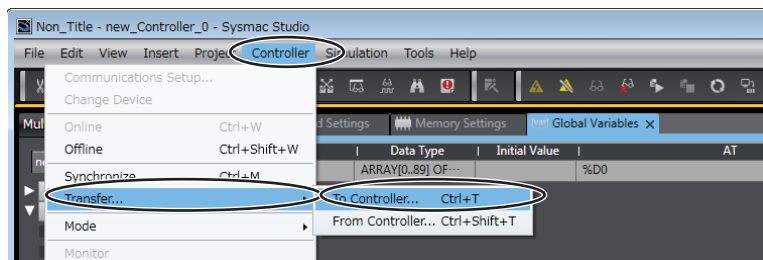 Non_Title - new_Controller_0 - Sysmac Studio
File Edit View Insert Project Controller Simulation Tools Help
Communications Setup...
Change Device
Online Ctrl+W
Offline Ctrl+Shift+W
Synchronize Ctrl+M
Transfer...
Mode
Monitor
To Controller... Ctrl+T
From Controller... Ctrl+Shift+T
Settings Memory Settings Global Variables
Data Type Initial Value AT
ARRAY[0..89] OF... %D0